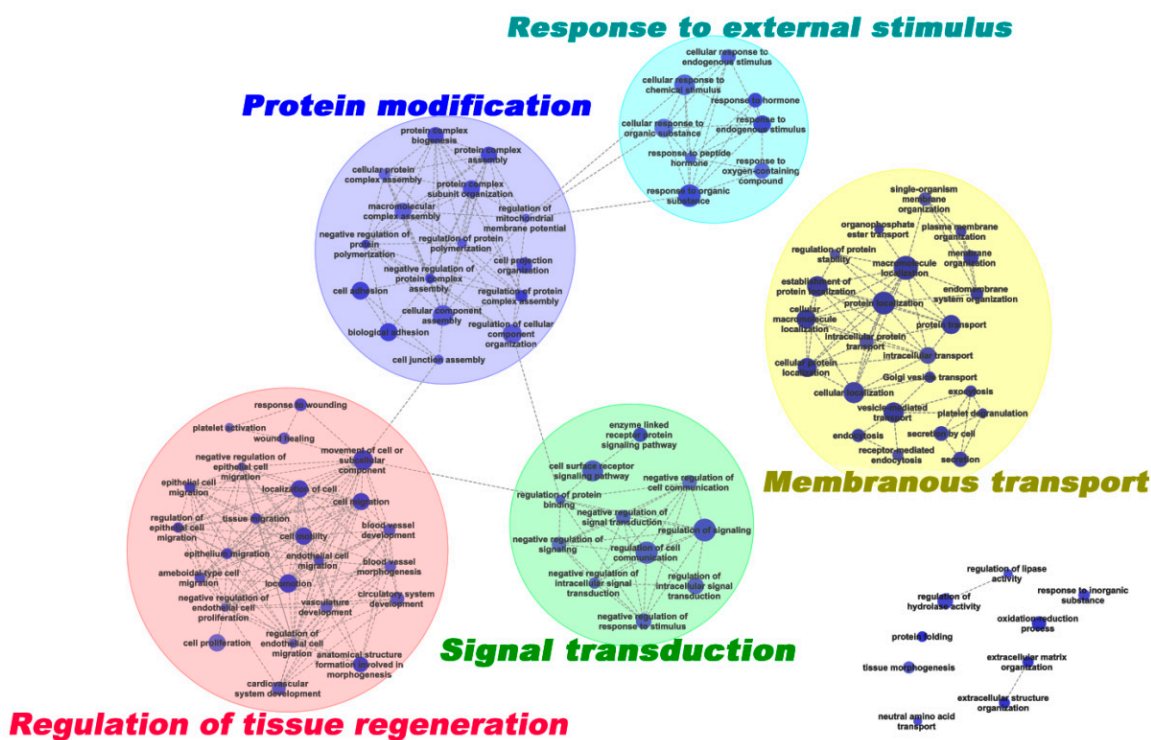 Response to external stimulus
cellular response to
endogenous stimulus
cellular response to
chemical stimulus
response to hormone
cellular response to
organic substance
response to
endogenous stimulus
response to peptide
hormone
response to
oxygen-containing
compound
response to organic
substance
Protein modification
protein complex
biogenesis
protein complex
assembly
cellular protein
complex assembly
protein complex
subunit organization
macromolecular
complex assembly
regulation of
mitochondrial
membrane potential
negative regulation of
protein
polymerization
regulation of protein
polymerization
cell projection
organization
negative regulation of
protein complex
assembly
cell adhesion
regulation of protein
complex assembly
cellular component
assembly
biological adhesion
regulation of cellular
component
organization
cell junction assembly
single-organism
membrane
organization
organophosphate
ester transport
plasma membrane
organization
regulation of protein
stability
macromolecule
localization
membrane
organization
establishment of
protein localization
endomembrane
system organization
protein localization
cellular
macromolecule
localization
protein transport
intracellular protein
transport
cellular protein
localization
intracellular transport
Golgi vesicle transport
cellular localization
exocytosis
vesicle-mediated
transport
platelet degranulation
endocytosis
secretion by cell
receptor-mediated
endocytosis
secretion
Membranous transport
response to wounding
platelet activation
wound healing
movement of cell or
subcellular
component
negative regulation of
epithelial cell
migration
epithelial cell
migration
localization of cell
cell migration
regulation of
epithelial cell
migration
tissue migration
blood vessel
development
cell motility
epithelium migration
endothelial cell
migration
blood vessel
morphogenesis
ameboidal-type cell
migration
locomotion
circulatory system
development
negative regulation of
endothelial cell
proliferation
vasculature
development
cell proliferation
regulation of
endothelial cell
migration
anatomical structure
formation involved in
morphogenesis
cardiovascular
system development
Regulation of tissue regeneration
enzyme linked
receptor protein
signaling pathway
cell surface receptor
signaling pathway
negative regulation of
cell communication
regulation of protein
binding
negative regulation of
signal transduction
regulation of signaling
negative regulation of
signaling
regulation of cell
communication
negative regulation of
intracellular signal
transduction
regulation of
intracellular signal
transduction
negative regulation of
response to stimulus
Signal transduction
regulation of lipase
activity
regulation of
hydrolase activity
response to inorganic
substance
oxidation-reduction
process
protein folding
tissue morphogenesis
extracellular matrix
organization
extracellular structure
organization
neutral amino acid
transport